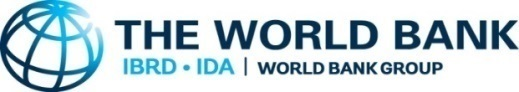 THE WORLD BANK
IBRD • IDA | WORLD BANK GROUP